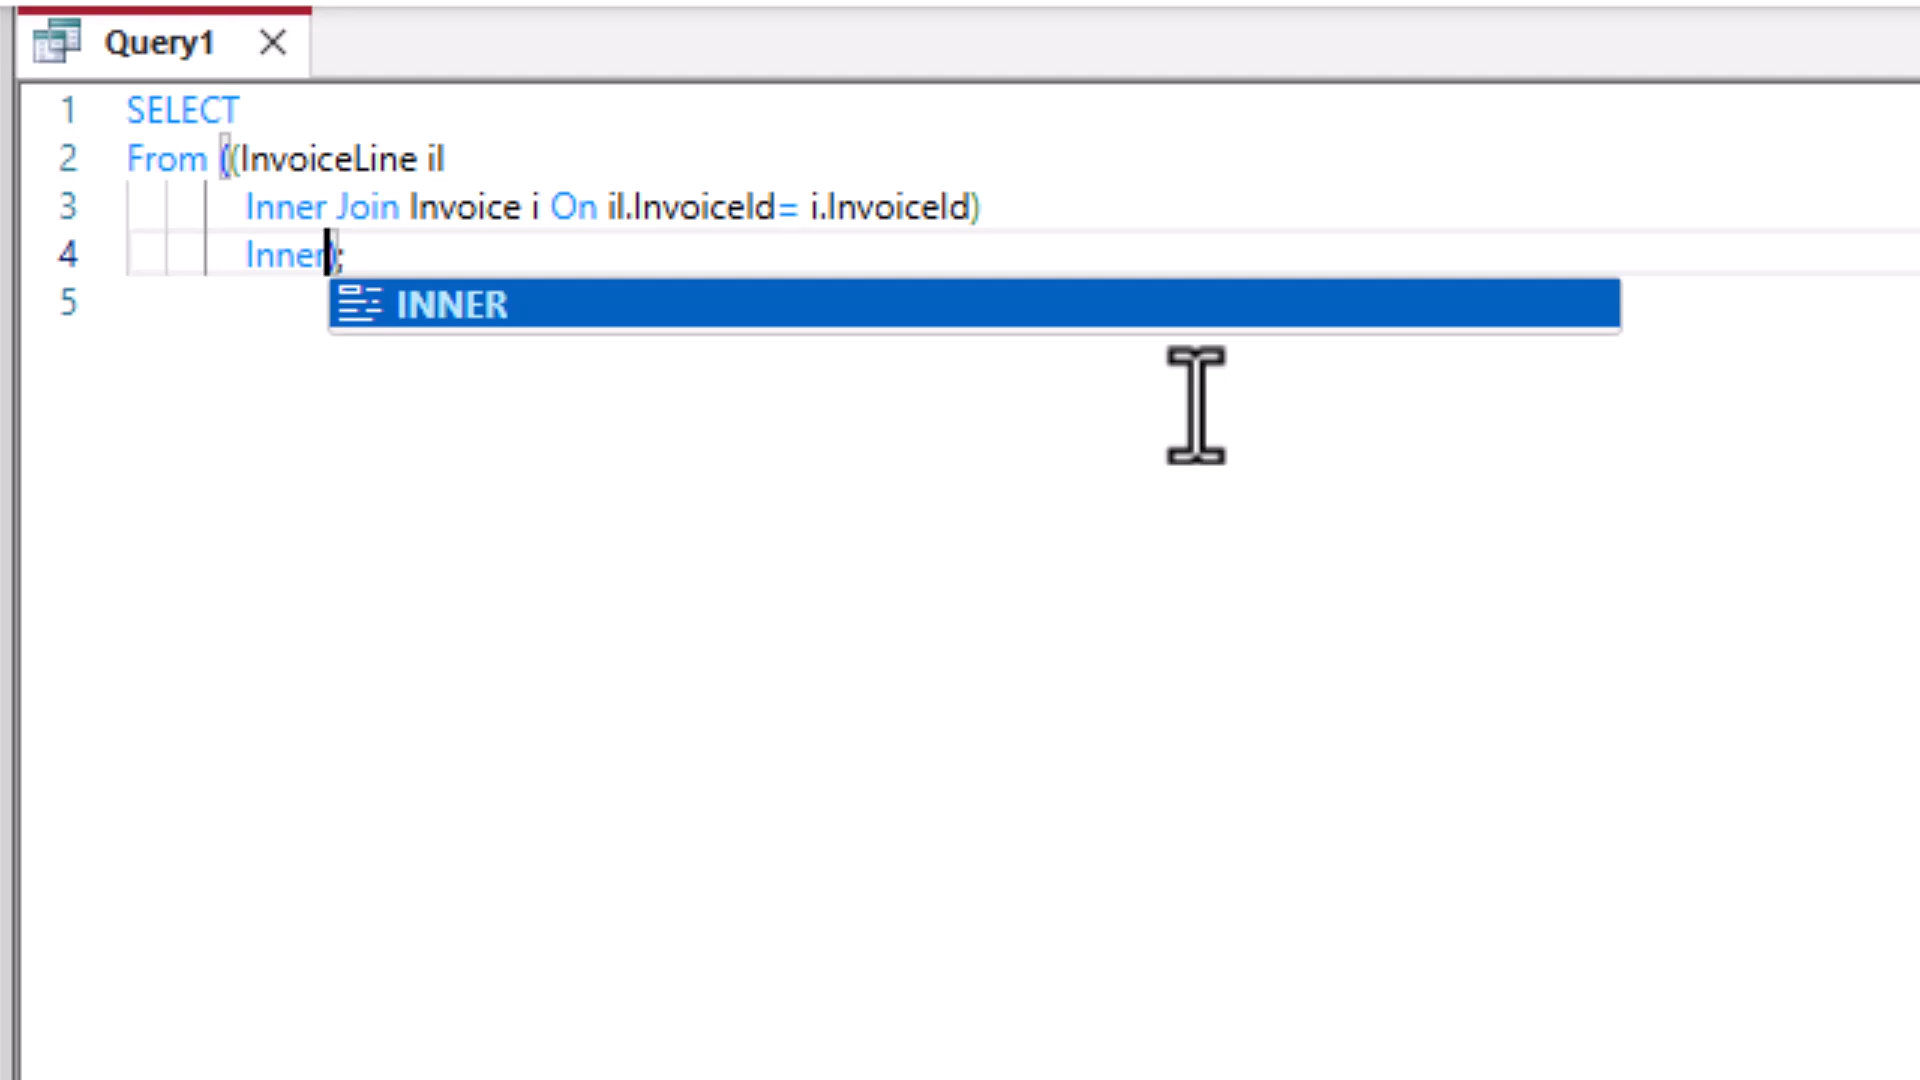 Query1
1 SELECT
2 From ((InvoiceLine il
3 Inner Join Invoice i On il.InvoiceId= i.InvoiceId)
4 Inner);
5
INNER